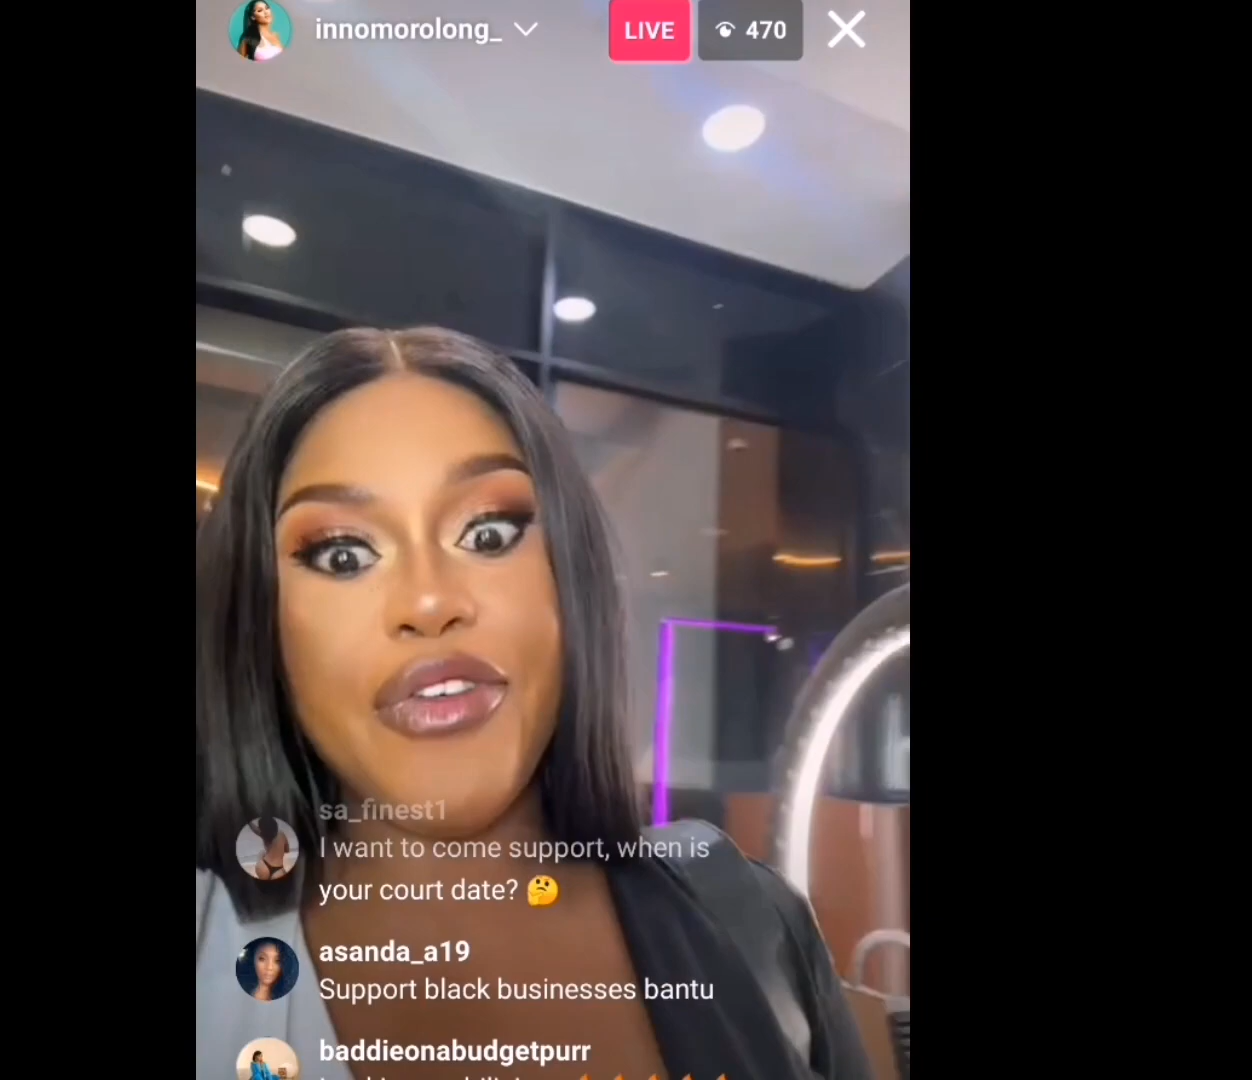 innomorolong_
LIVE
470
sa_finest1
I want to come support, when is
your court date? 🤔
asanda_a19
Support black businesses bantu
baddieonabudgetpurr